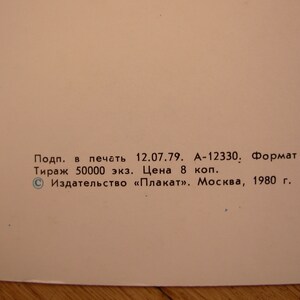 Подп. в печать 12.07.79. А-12330. Формат
Тираж 50000 экз. Цена 8 коп.
© Издательство «Плакат». Москва, 1980 г.